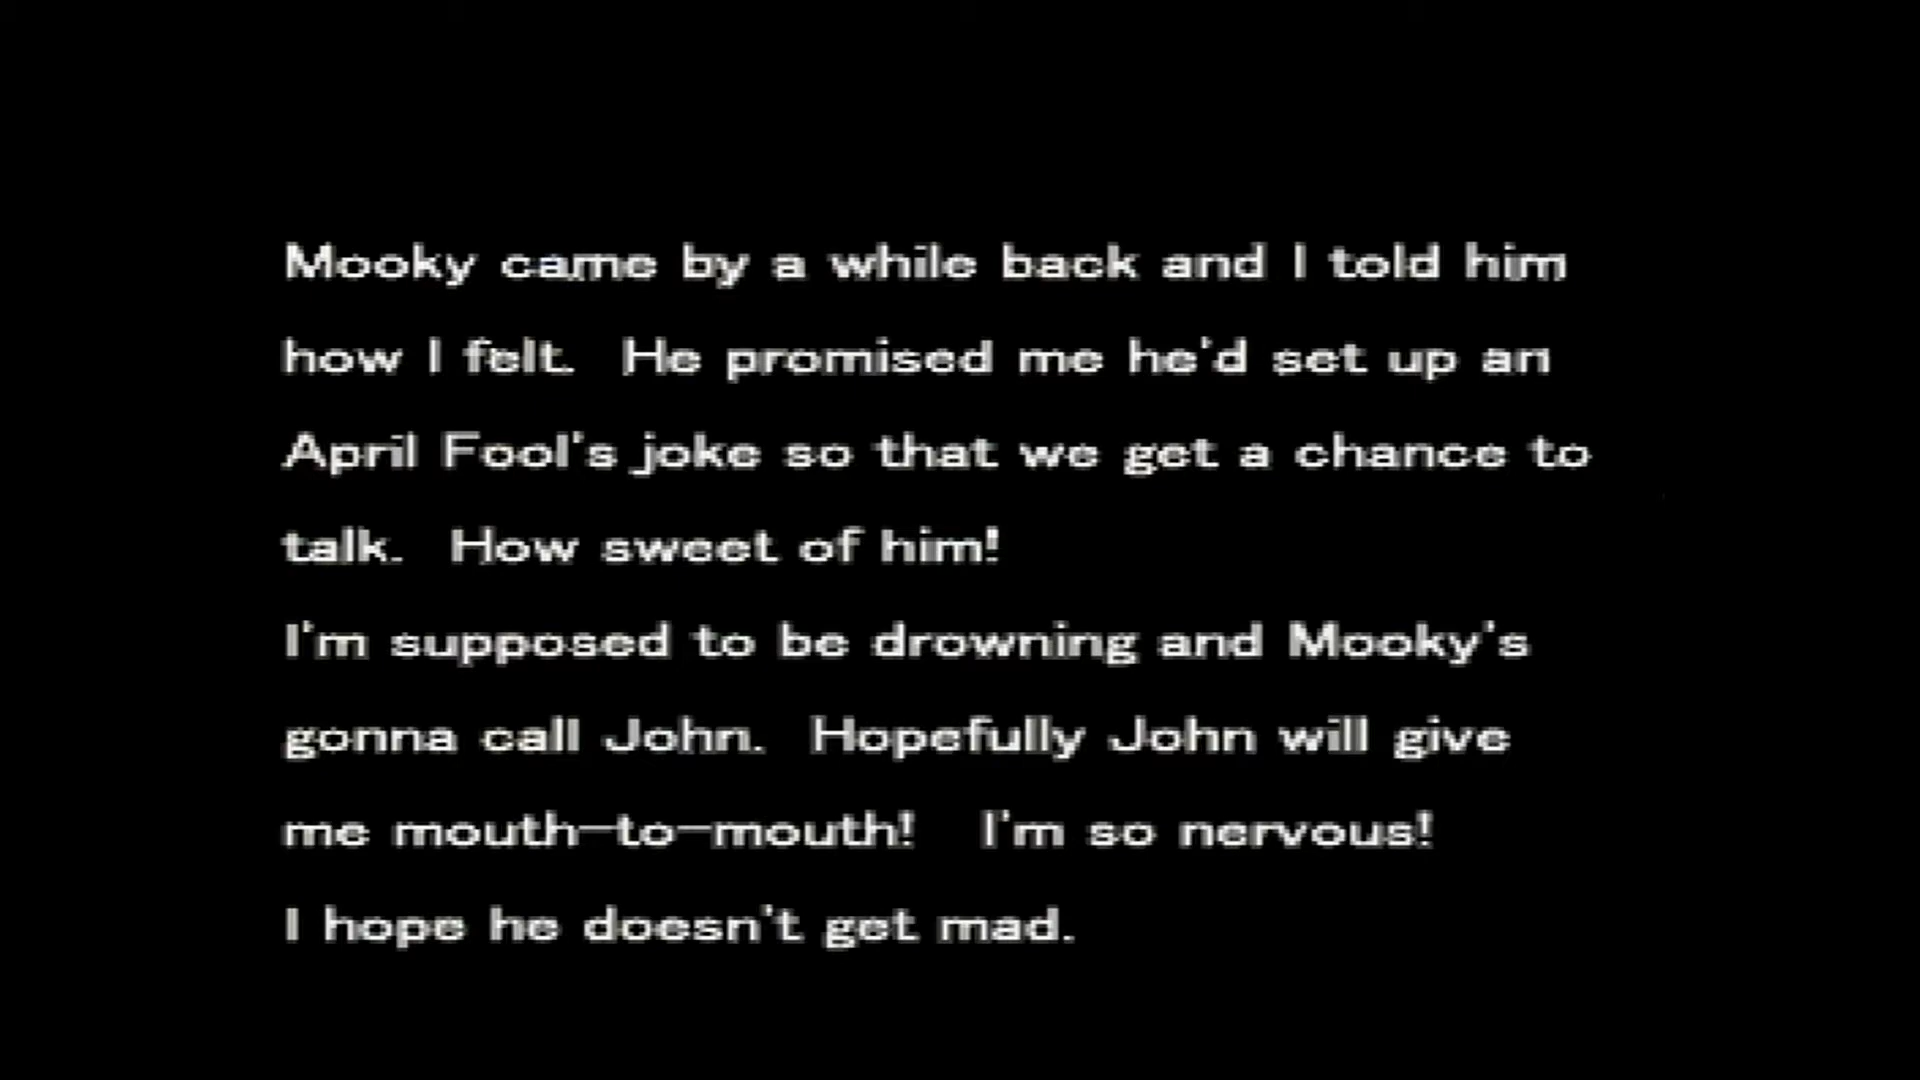 Mooky came by a while back and I told him
how I felt.  He promised me he'd set up an
April Fool's joke so that we get a chance to
talk.  How sweet of him!
I'm supposed to be drowning and Mooky's
gonna call John.  Hopefully John will give
me mouth-to-mouth!  I'm so nervous!
I hope he doesn't get mad.